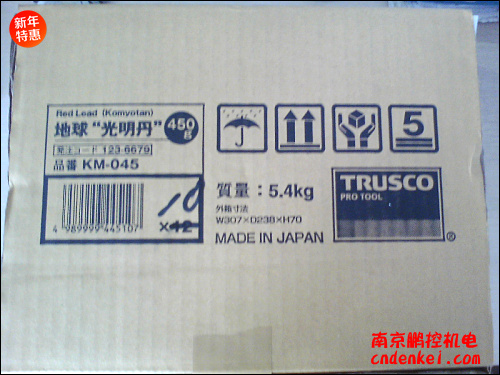 新年
特惠
Red Lead (Komyotan)
地球 "光明丹" 450g
発注コード 123-6679
品番 KM-045
10
×42
4 989999 445107
質量：5.4kg
外箱寸法
W307×D238×H70
MADE IN JAPAN
5
TRUSCO
PRO TOOL
®
南京鹏控机电
cndenkei.com